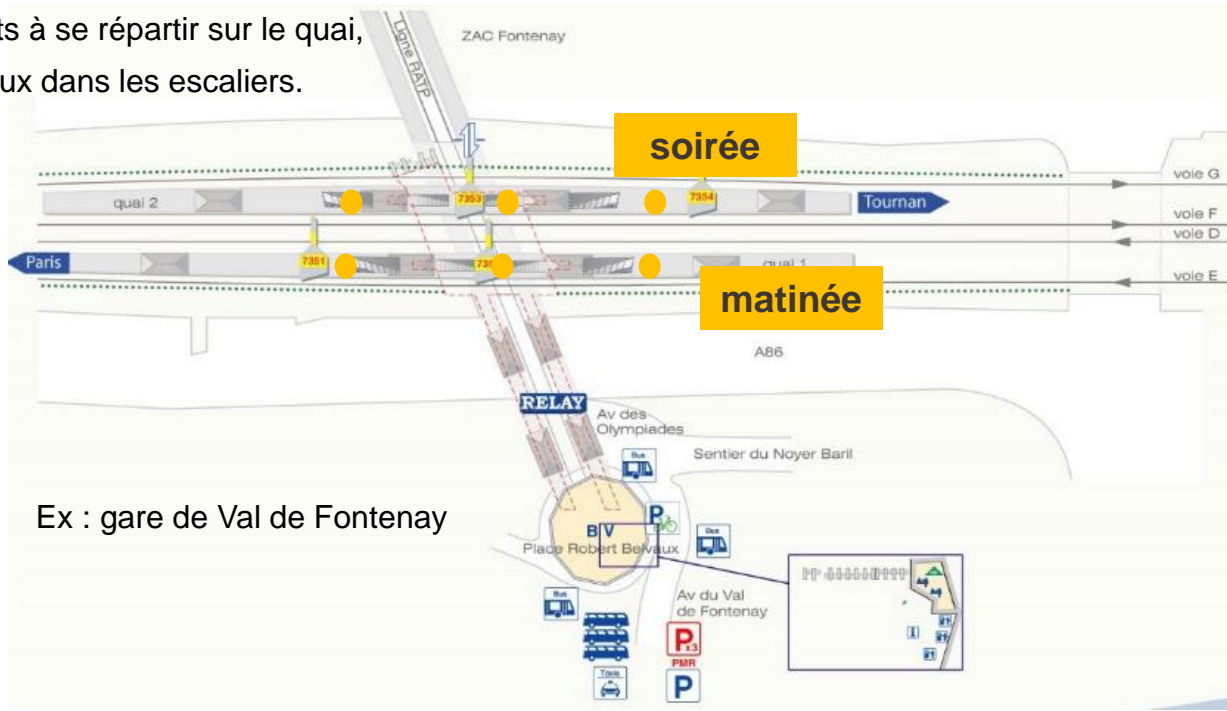 ts à se répartir sur le quai,
ux dans les escaliers.
ZAC Fontenay
Ligne RATP
soirée
voie G
quai 2
7353
7354
Tournan
voie F
voie D
Paris
7351
quai 1
voie E
matinée
A86
RELAY
Av des
Olympiades
Bus
Sentier du Noyer Baril
Ex : gare de Val de Fontenay
B V
P
Bus
Place Robert Belvaux
Bus
Av du Val
de Fontenay
P x3
PMR
Taxis
P
i